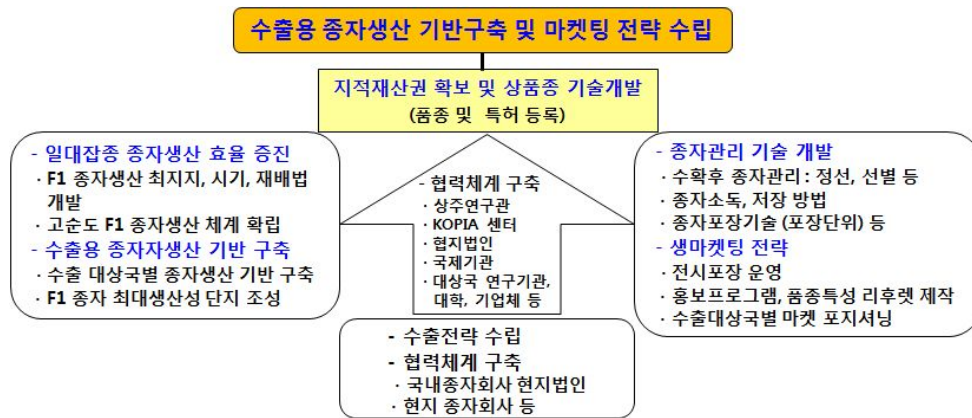 수출용 종자생산 기반구축 및 마켓팅 전략 수립
지적재산권 확보 및 상품종 기술개발
(품종 및 특허 등록)
- 일대잡종 종자생산 효율 증진
· F1 종자생산 최지지, 시기, 재배법
개발
· 고순도 F1 종자생산 체계 확립
- 수출용 종자자생산 기반 구축
· 수출 대상국별 종자생산 기반 구축
· F1 종자 최대생산성 단지 조성
- 협력체계 구축
· 상주연구관
· KOPIA 센터
· 협지법인
· 국제기관
· 대상국 연구기관,
대학, 기업체 등
- 종자관리 기술 개발
· 수확후 종자관리 : 정선, 선별 등
· 종자소독, 저장 방법
· 종자포장기술 (포장단위) 등
- 생마켓팅 전략
· 전시포장 운영
· 홍보프로그램, 품종특성 리후렛 제작
· 수출대상국별 마켓 포지셔닝
- 수출전략 수립
- 협력체계 구축
· 국내종자회사 현지법인
· 현지 종자회사 등